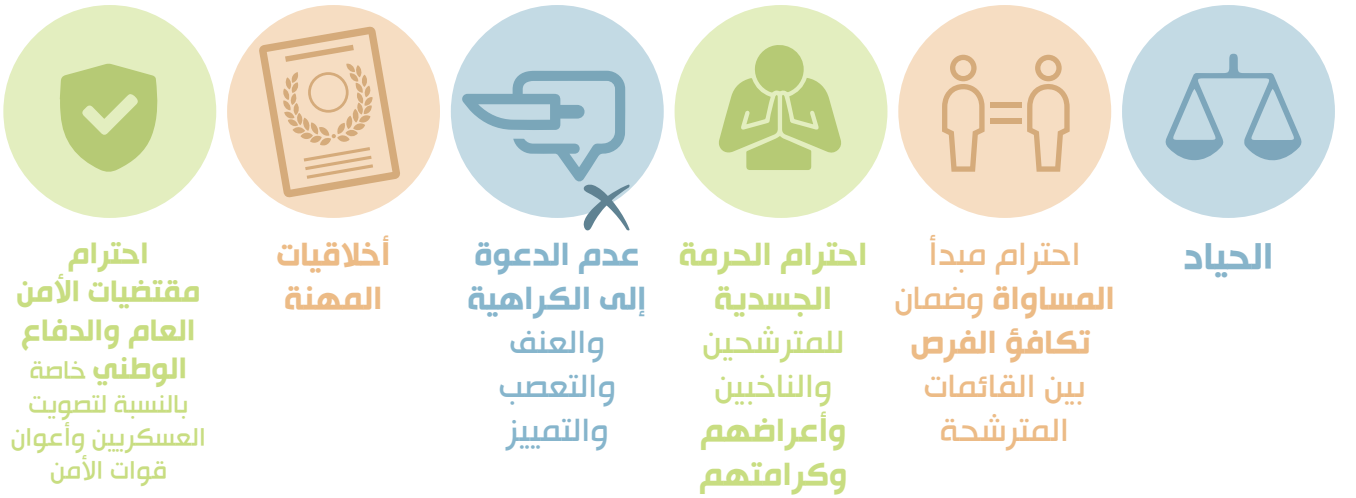 الحياد
احترام مبدأ
المساواة وضمان
تكافؤ الفرص
بين القائمات
المترشحة
احترام الحرمة
الجسدية
للمترشحين
والناخبين
وأعراضهم
وكرامتهم
عدم الدعوة
إلى الكراهية
والعنف
والتعصب
والتمييز
أخلاقيات
المهنة
احترام
مقتضيات الأمن
العام والدفاع
الوطني خاصة
بالنسبة لتصويت
العسكريين وأعوان
قوات الأمن